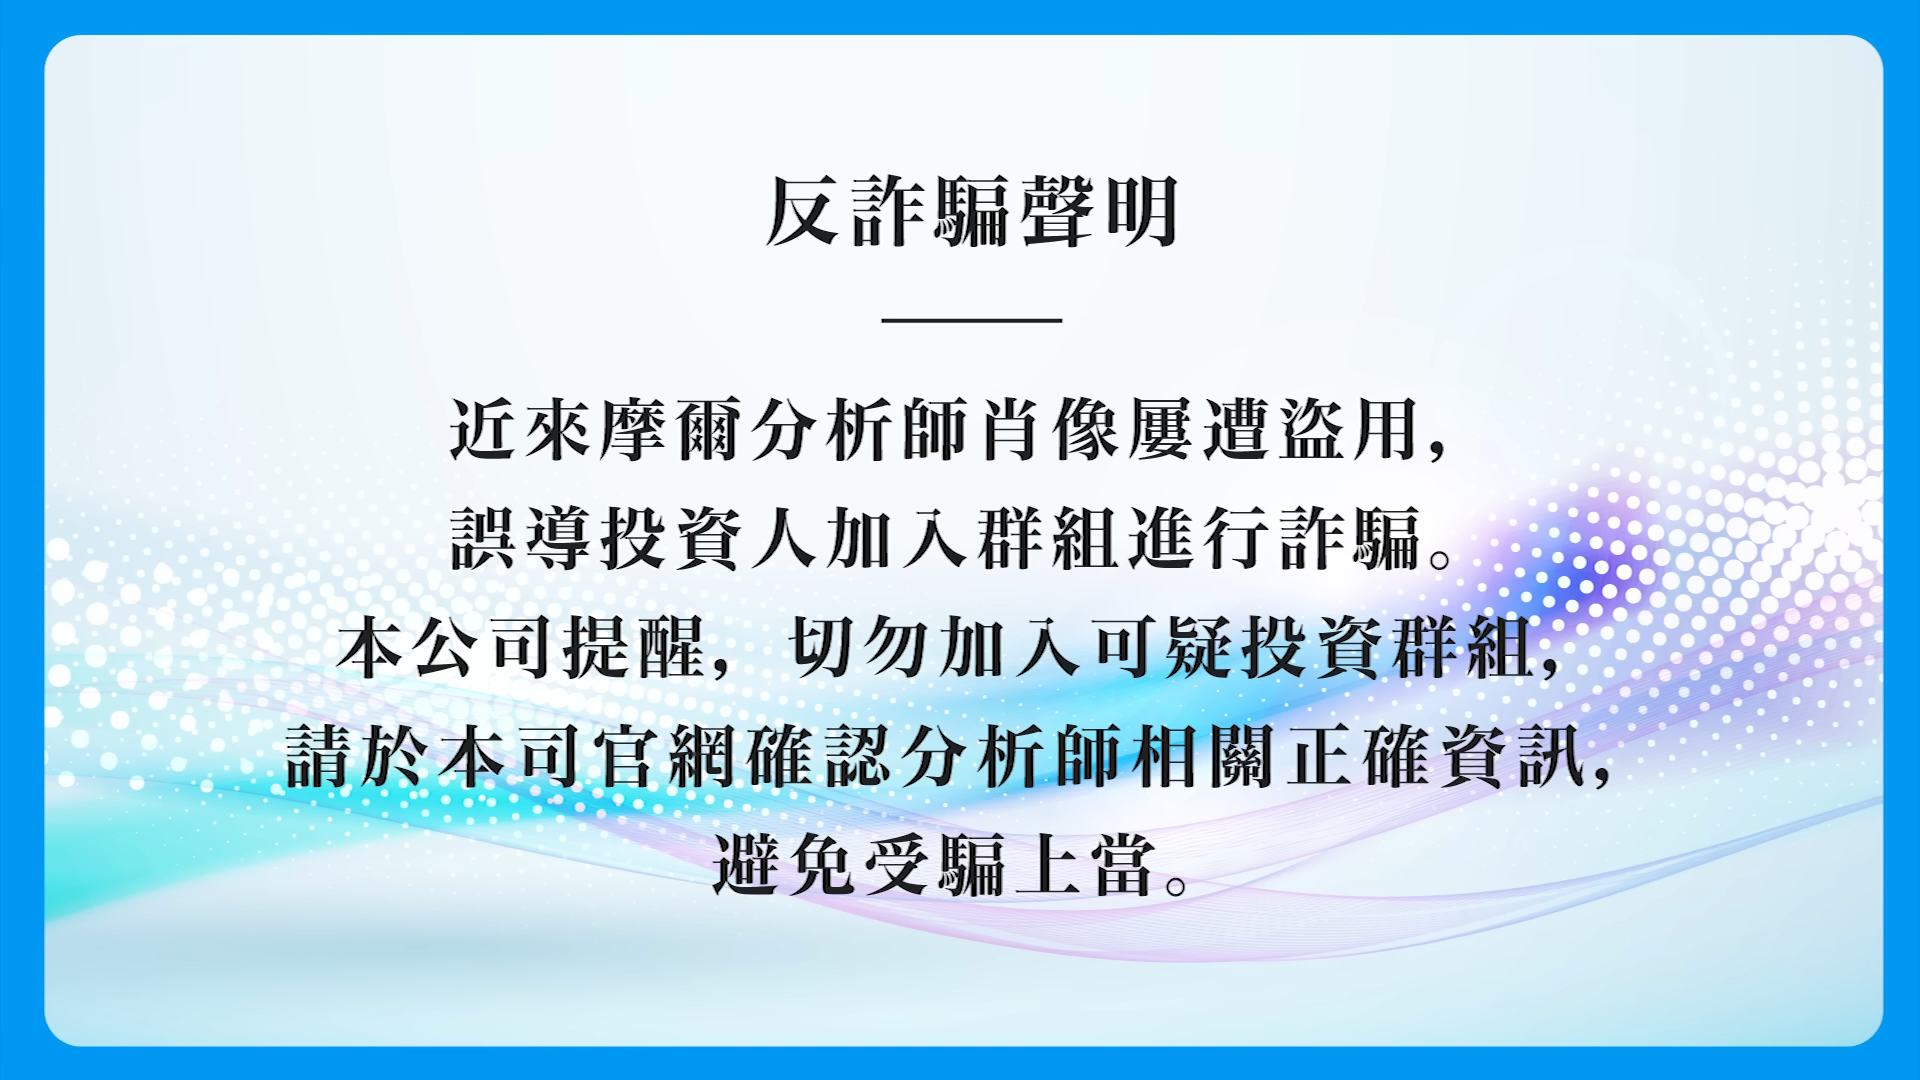 反詐騙聲明
近來摩爾分析師肖像屢遭盜用，
誤導投資人加入群組進行詐騙。
本公司提醒，切勿加入可疑投資群組，
請於本司官網確認分析師相關正確資訊，
避免受騙上當。